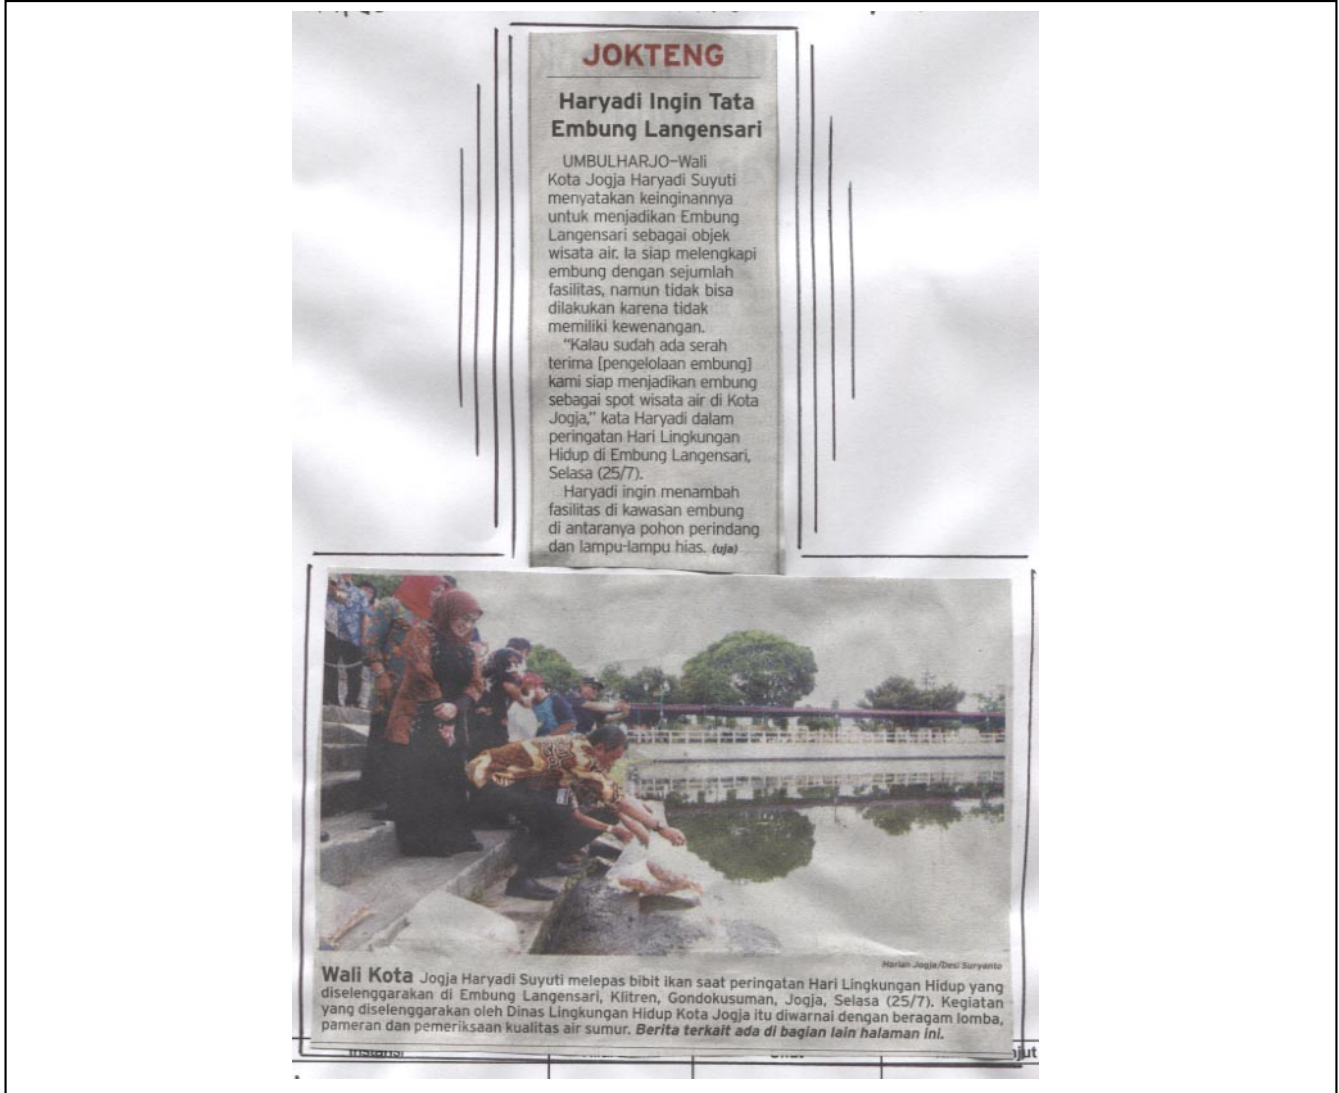 JOKTENG
Haryadi Ingin Tata
Embung Langensari
UMBULHARJO–Wali
Kota Jogja Haryadi Suyuti
menyatakan keinginannya
untuk menjadikan Embung
Langensari sebagai objek
wisata air. Ia siap melengkapi
embung dengan sejumlah
fasilitas, namun tidak bisa
dilakukan karena tidak
memiliki kewenangan.
“Kalau sudah ada serah
terima [pengelolaan embung]
kami siap menjadikan embung
sebagai spot wisata air di Kota
Jogja,” kata Haryadi dalam
peringatan Hari Lingkungan
Hidup di Embung Langensari,
Selasa (25/7).
Haryadi ingin menambah
fasilitas di kawasan embung
di antaranya pohon perindang
dan lampu-lampu hias. (uja)
Harian Jogja/Desi Suryanto
Wali Kota Jogja Haryadi Suyuti melepas bibit ikan saat peringatan Hari Lingkungan Hidup yang
diselenggarakan di Embung Langensari, Klitren, Gondokusuman, Jogja, Selasa (25/7). Kegiatan
yang diselenggarakan oleh Dinas Lingkungan Hidup Kota Jogja itu diwarnai dengan beragam lomba,
pameran dan pemeriksaan kualitas air sumur. Berita terkait ada di bagian lain halaman ini.